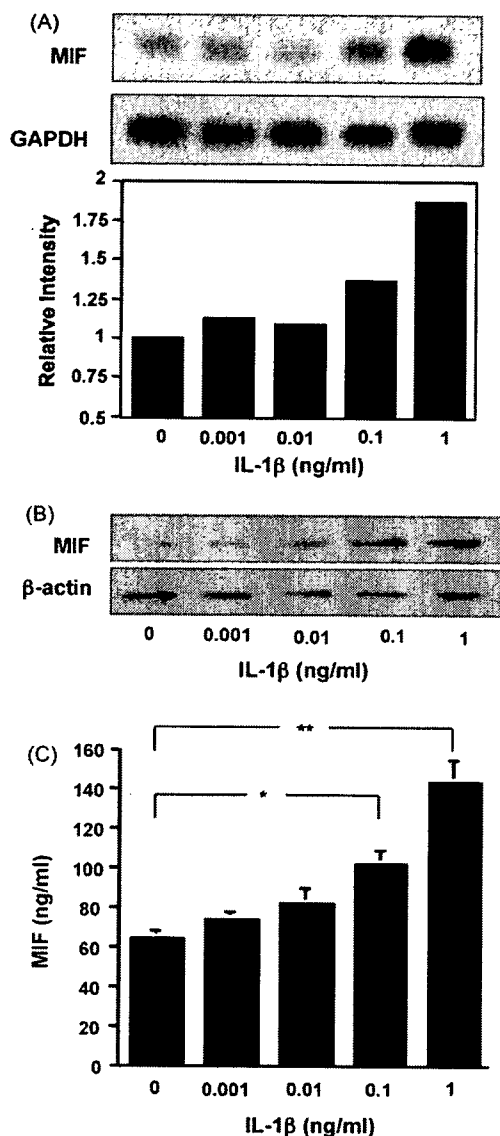 (A)
MIF
GAPDH
Relative Intensity
2
1.75
1.5
1.25
1
0.75
0.5
0 0.001 0.01 0.1 1
IL-1β (ng/ml)
(B)
MIF
β-actin
0 0.001 0.01 0.1 1
IL-1β (ng/ml)
(C)
**
*
MIF (ng/ml)
160
140
120
100
80
60
40
20
0
0 0.001 0.01 0.1 1
IL-1β (ng/ml)